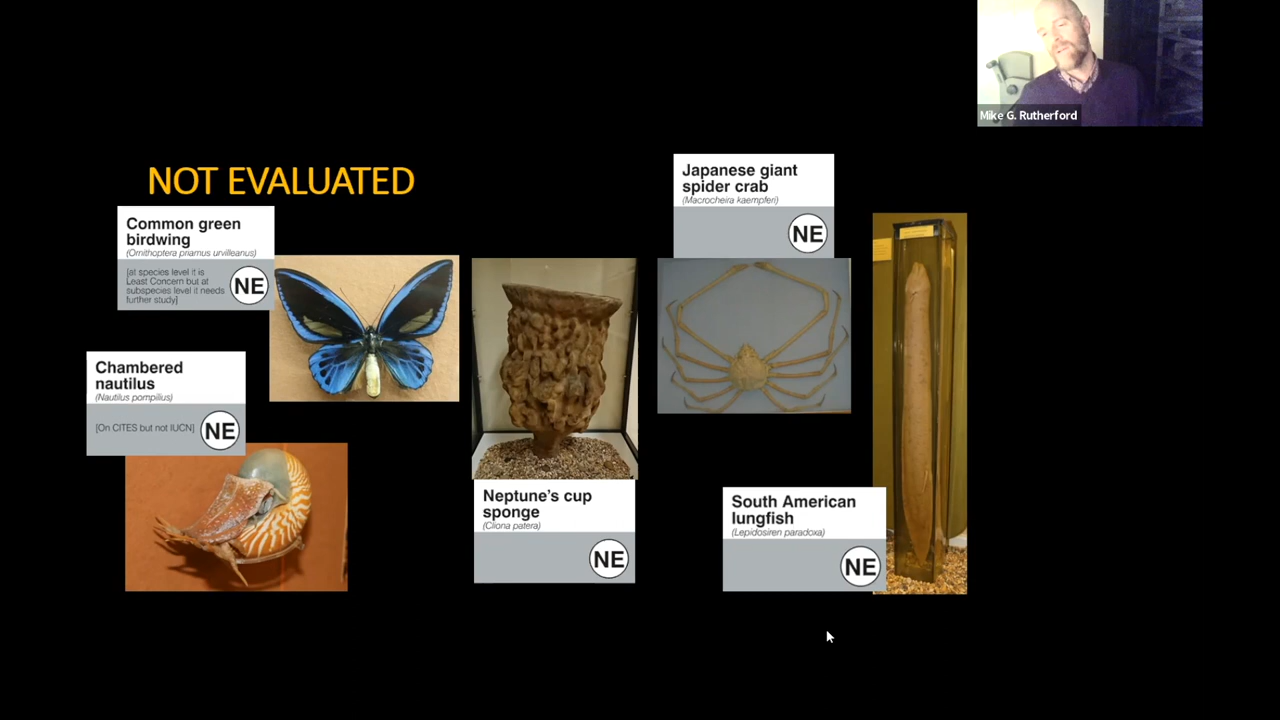 Mike G. Rutherford
NOT EVALUATED
Common green
birdwing
(Ornithoptera priamus urvilleanus)
[at species level it is
Least Concern but at
subspecies level it needs
further study]
NE
Chambered
nautilus
(Nautilus pompilius)
[On CITES but not IUCN]
NE
Neptune's cup
sponge
(Cliona patera)
NE
Japanese giant
spider crab
(Macrocheira kaempferi)
NE
South American
lungfish
(Lepidosiren paradoxa)
NE